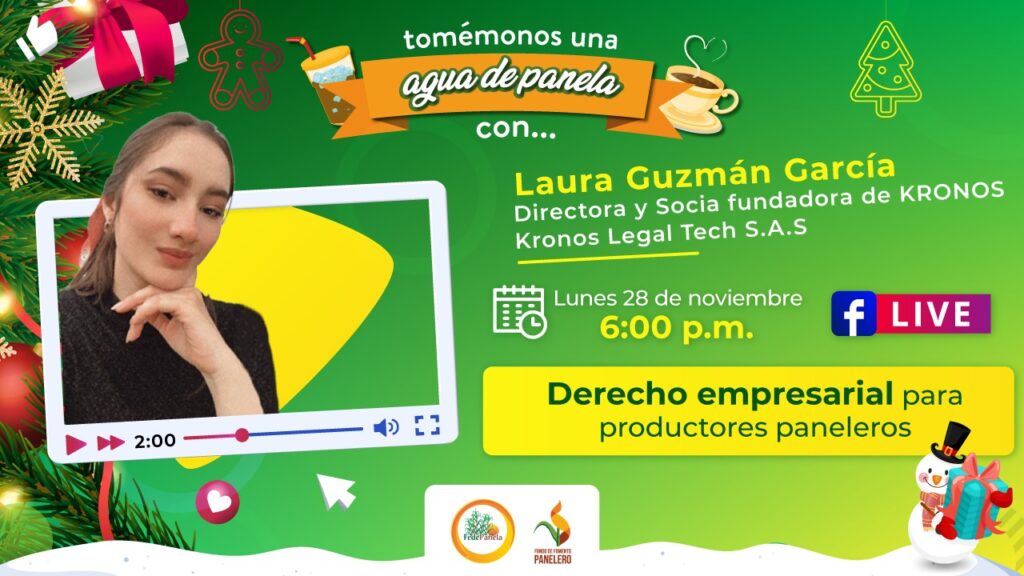 tomémonos una
agua de panela
con...
Laura Guzmán García
Directora y Socia fundadora de KRONOS
Kronos Legal Tech S.A.S
Lunes 28 de noviembre
6:00 p.m.
f LIVE
Derecho empresarial para
productores paneleros
2:00
FedePanela
FONDO DE FOMENTO
PANELERO